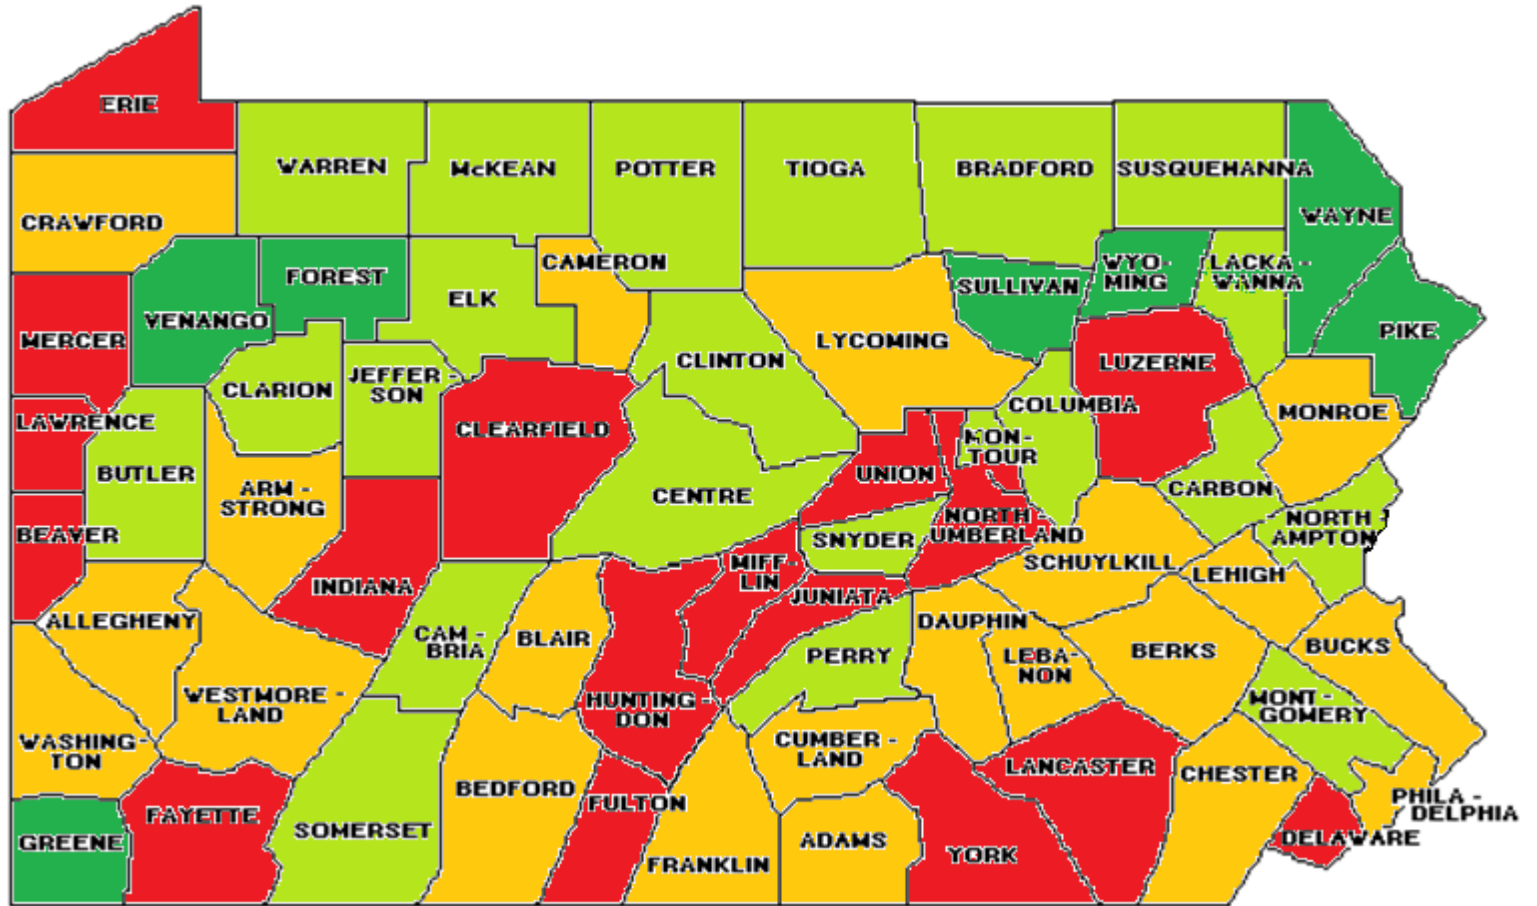 ERIE
WARREN
McKEAN
POTTER
TIOGA
BRADFORD
SUSQUEHANNA
CRAWFORD
WAYNE
CAMERON
WYO-
MING
LACKA-
WANNA
FOREST
SULLIVAN
ELK
VENANGO
PIKE
MERCER
LYCOMING
CLINTON
LUZERNE
JEFFER-
SON
CLARION
COLUMBIA
MONROE
LAWRENCE
CLEARFIELD
MON-
TOUR
BUTLER
UNION
ARM-
STRONG
CENTRE
CARBON
NORTH-
AMPTON
BEAVER
SNYDER
NORTH-
UMBERLAND
SCHUYLKILL
MIFF-
LIN
LEHIGH
INDIANA
JUNIATA
ALLEGHENY
DAUPHIN
CAM-
BRIA
BLAIR
BUCKS
PERRY
LEBA-
NON
BERKS
WESTMORE-
LAND
HUNTING-
DON
MONT-
GOMERY
WASHING-
TON
CUMBER-
LAND
LANCASTER
CHESTER
BEDFORD
FULTON
PHILA-
DELPHIA
FAYETTE
SOMERSET
GREENE
ADAMS
DELAWARE
FRANKLIN
YORK